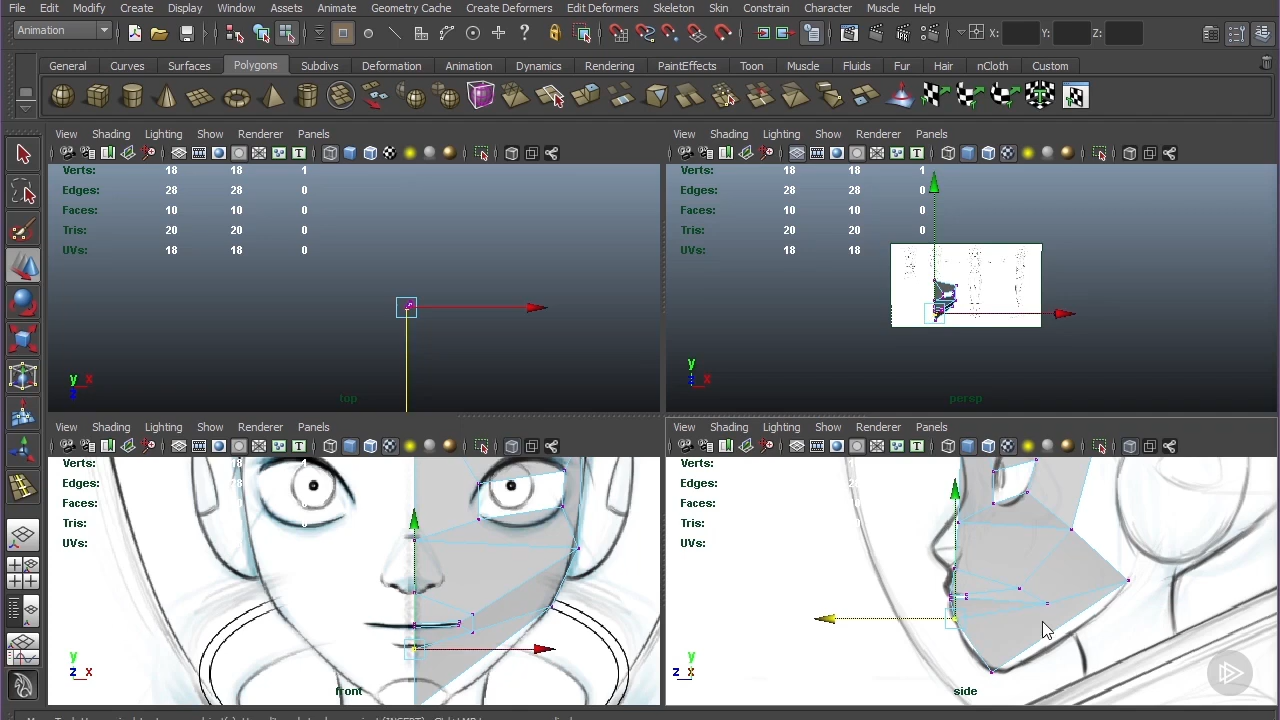 File Edit Modify Create Display Window Assets Animate Geometry Cache Create Deformers Edit Deformers Skeleton Skin Constrain Character Muscle Help
Animation X: Y: Z:
General Curves Surfaces Polygons Subdivs Deformation Animation Dynamics Rendering PaintEffects Toon Muscle Fluids Fur Hair nCloth Custom
View Shading Lighting Show Renderer Panels
Verts: 18 18 1
Edges: 28 28 0
Faces: 10 10 0
Tris: 20 20 0
UVs: 18 18 0
y x
z
top
View Shading Lighting Show Renderer Panels
Verts: 18 18 1
Edges: 28 28 0
Faces: 10 10 0
Tris: 20 20 0
UVs: 18 18 0
y
z x
persp
View Shading Lighting Show Renderer Panels
Verts: 18 1
Edges:
Faces:
Tris:
UVs:
y
z x
front
View Shading Lighting Show Renderer Panels
Verts:
Edges:
Faces:
Tris:
UVs:
y
z x
side